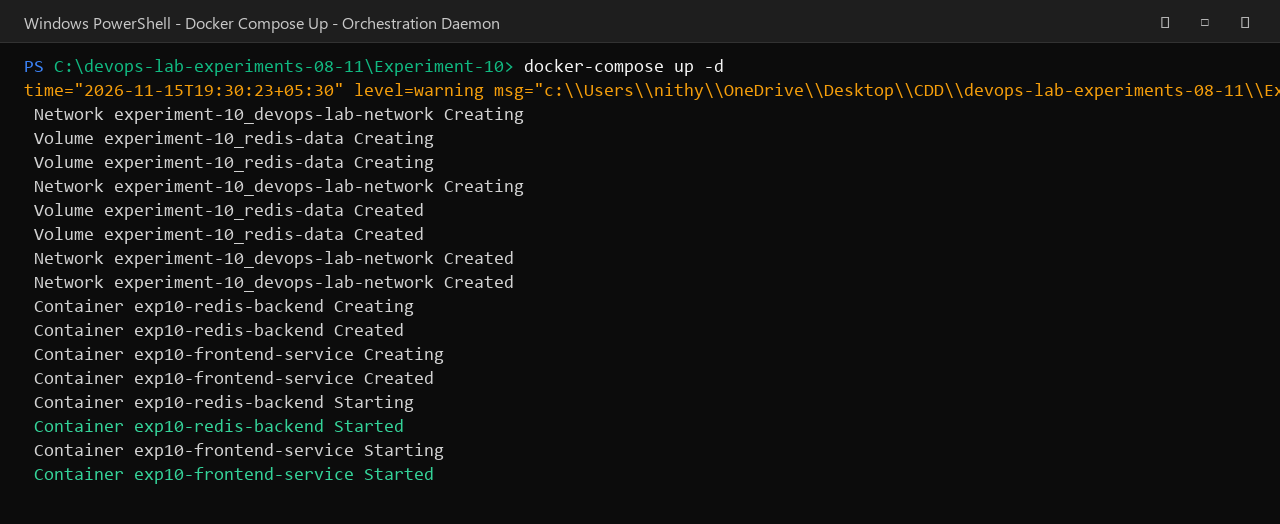 Windows PowerShell - Docker Compose Up - Orchestration Daemon
PS C:\devops-lab-experiments-08-11\Experiment-10> docker-compose up -d
time="2026-11-15T19:30:23+05:30" level=warning msg="c:\\Users\\nithy\\OneDrive\\Desktop\\CDD\\devops-lab-experiments-08-11\\Ex
Network experiment-10_devops-lab-network Creating
Volume experiment-10_redis-data Creating
Volume experiment-10_redis-data Creating
Network experiment-10_devops-lab-network Creating
Volume experiment-10_redis-data Created
Volume experiment-10_redis-data Created
Network experiment-10_devops-lab-network Created
Network experiment-10_devops-lab-network Created
Container exp10-redis-backend Creating
Container exp10-redis-backend Created
Container exp10-frontend-service Creating
Container exp10-frontend-service Created
Container exp10-redis-backend Starting
Container exp10-redis-backend Started
Container exp10-frontend-service Starting
Container exp10-frontend-service Started